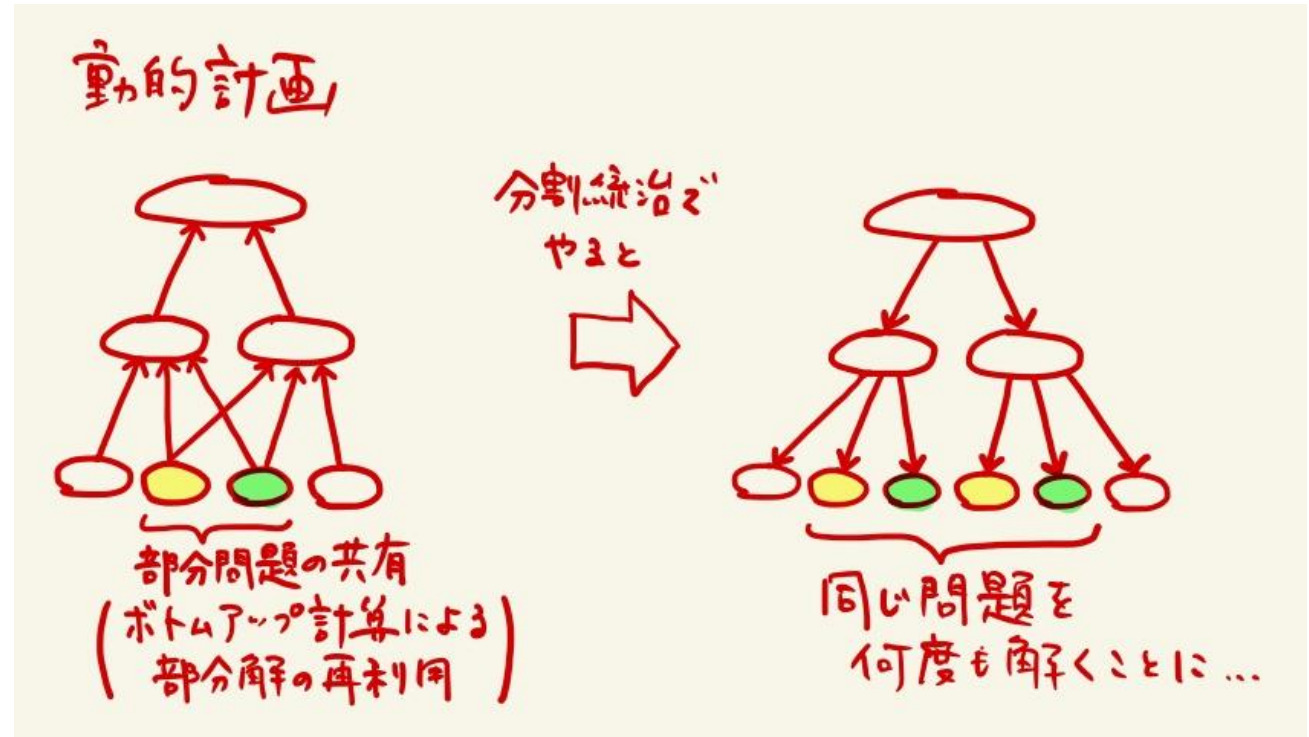 動的計画
分割統治で
やると
部分問題の共有
(ボトムアップ計算による
部分解の再利用)
同じ問題を
何度も解くことに...